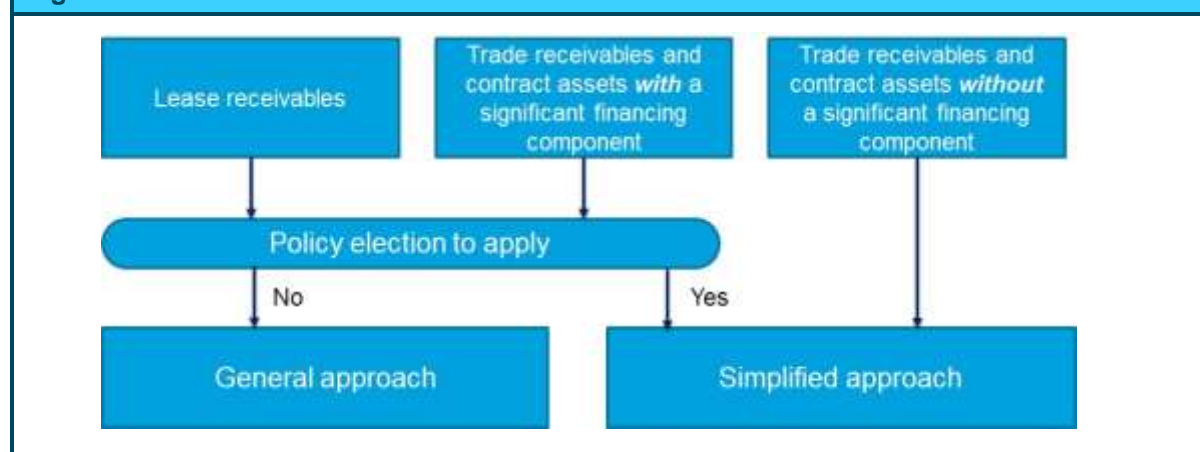 Lease receivables
Trade receivables and
contract assets with a
significant financing
component
Trade receivables and
contract assets without
a significant financing
component
Policy election to apply
No
Yes
General approach
Simplified approach